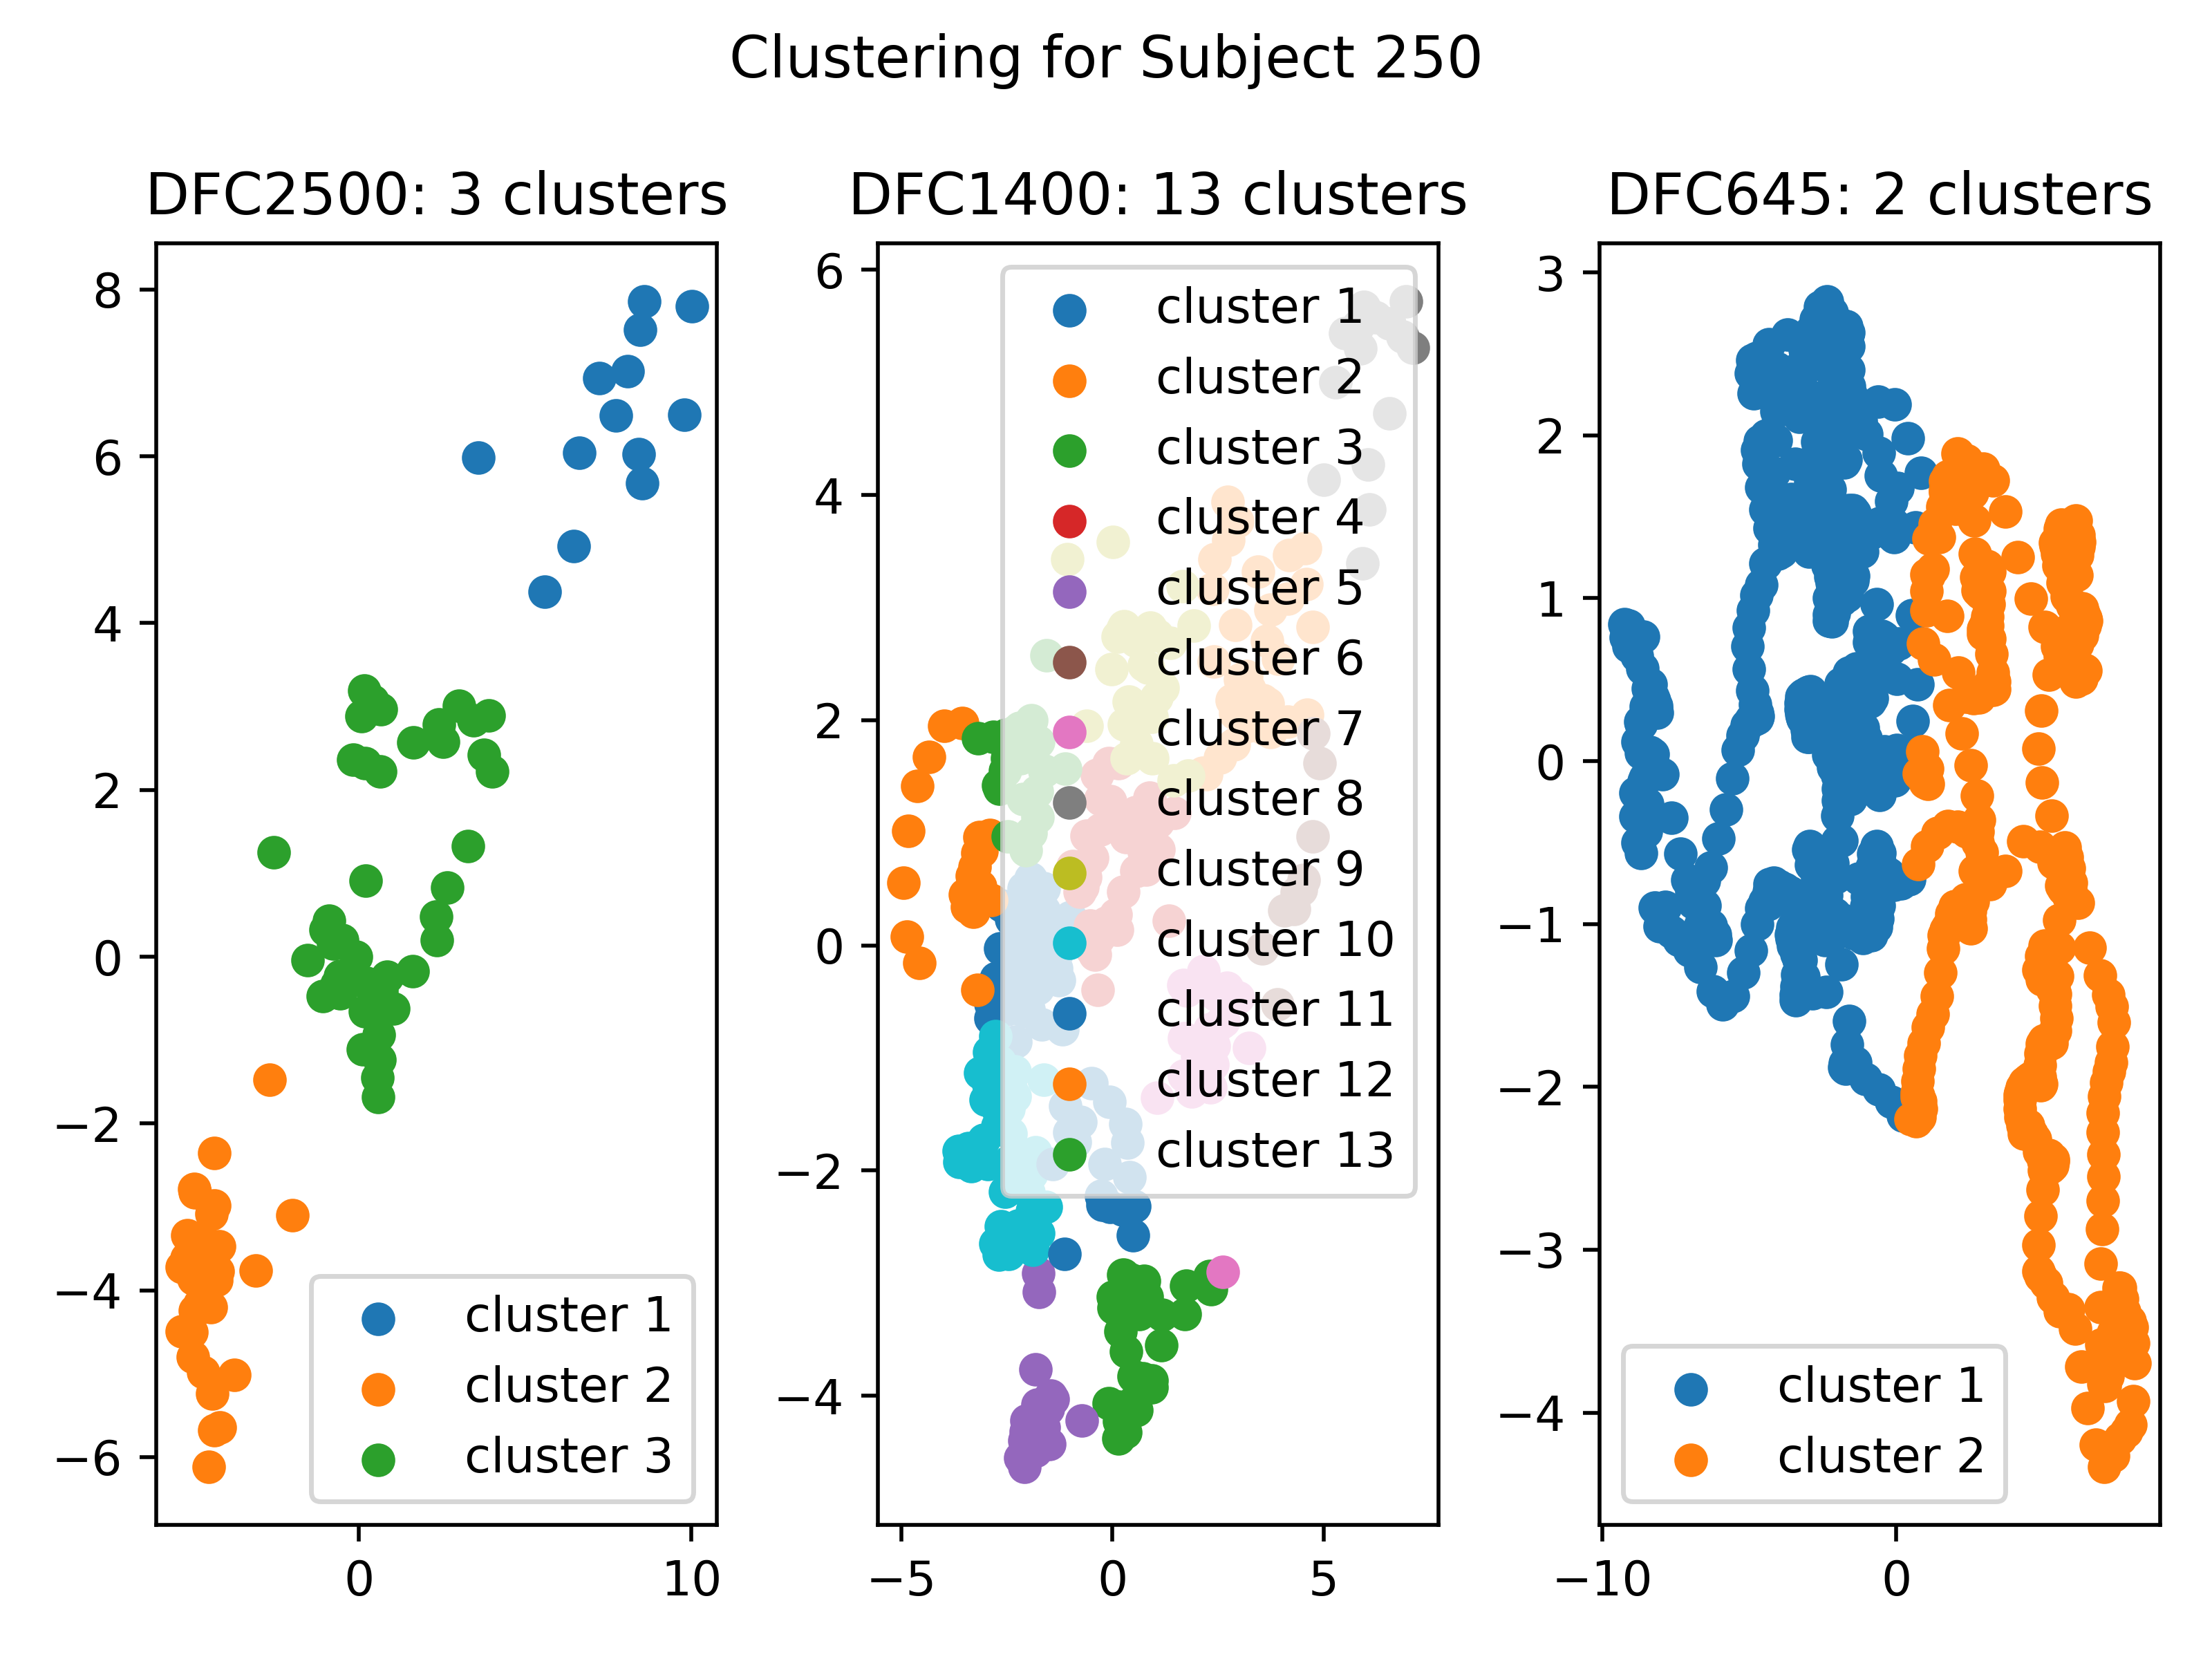 Clustering for Subject 250
DFC2500: 3 clusters
8
6
4
2
0
−2
−4
−6
0
10
cluster 1
cluster 2
cluster 3
DFC1400: 13 clusters
6
4
2
0
−2
−4
−5
0
5
cluster 1
cluster 2
cluster 3
cluster 4
cluster 5
cluster 6
cluster 7
cluster 8
cluster 9
cluster 10
cluster 11
cluster 12
cluster 13
DFC645: 2 clusters
3
2
1
0
−1
−2
−3
−4
−10
0
cluster 1
cluster 2